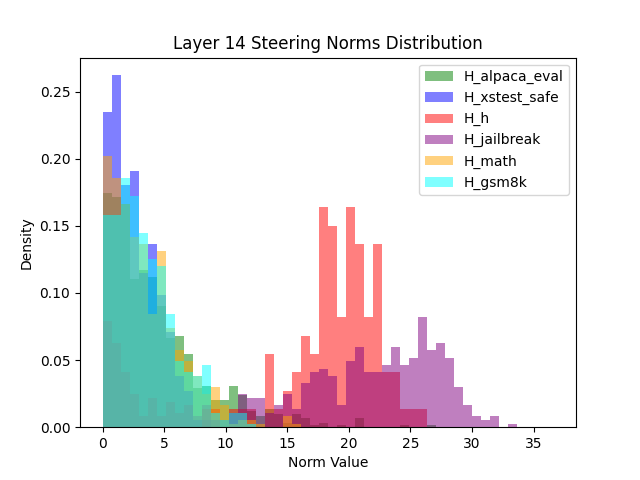 Layer 14 Steering Norms Distribution
H_alpaca_eval
H_xstest_safe
H_h
H_jailbreak
H_math
H_gsm8k
Density
0.25
0.20
0.15
0.10
0.05
0.00
0 5 10 15 20 25 30 35
Norm Value